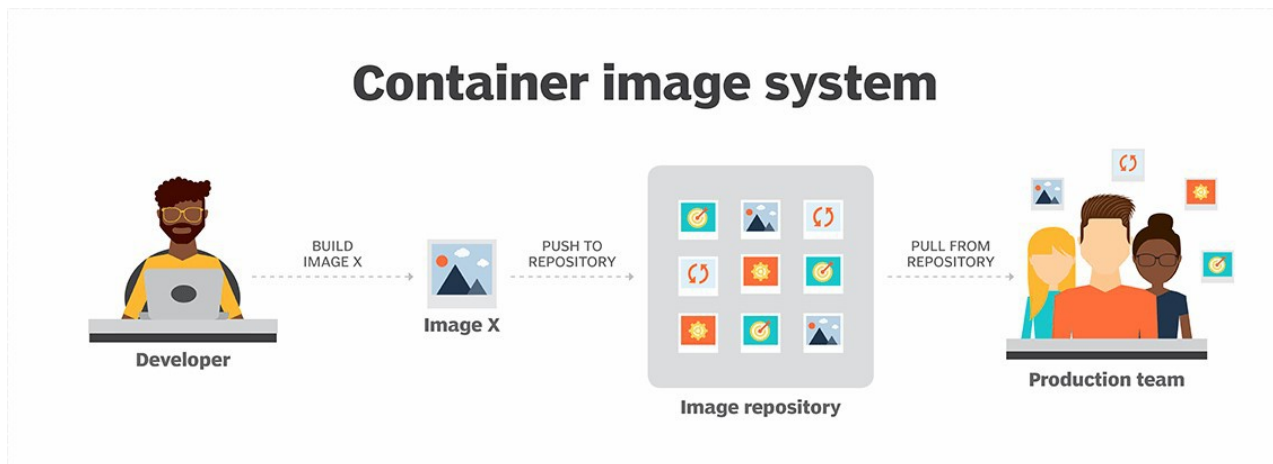 Container image system
BUILD
IMAGE X
PUSH TO
REPOSITORY
PULL FROM
REPOSITORY
Image X
Developer
Image repository
Production team